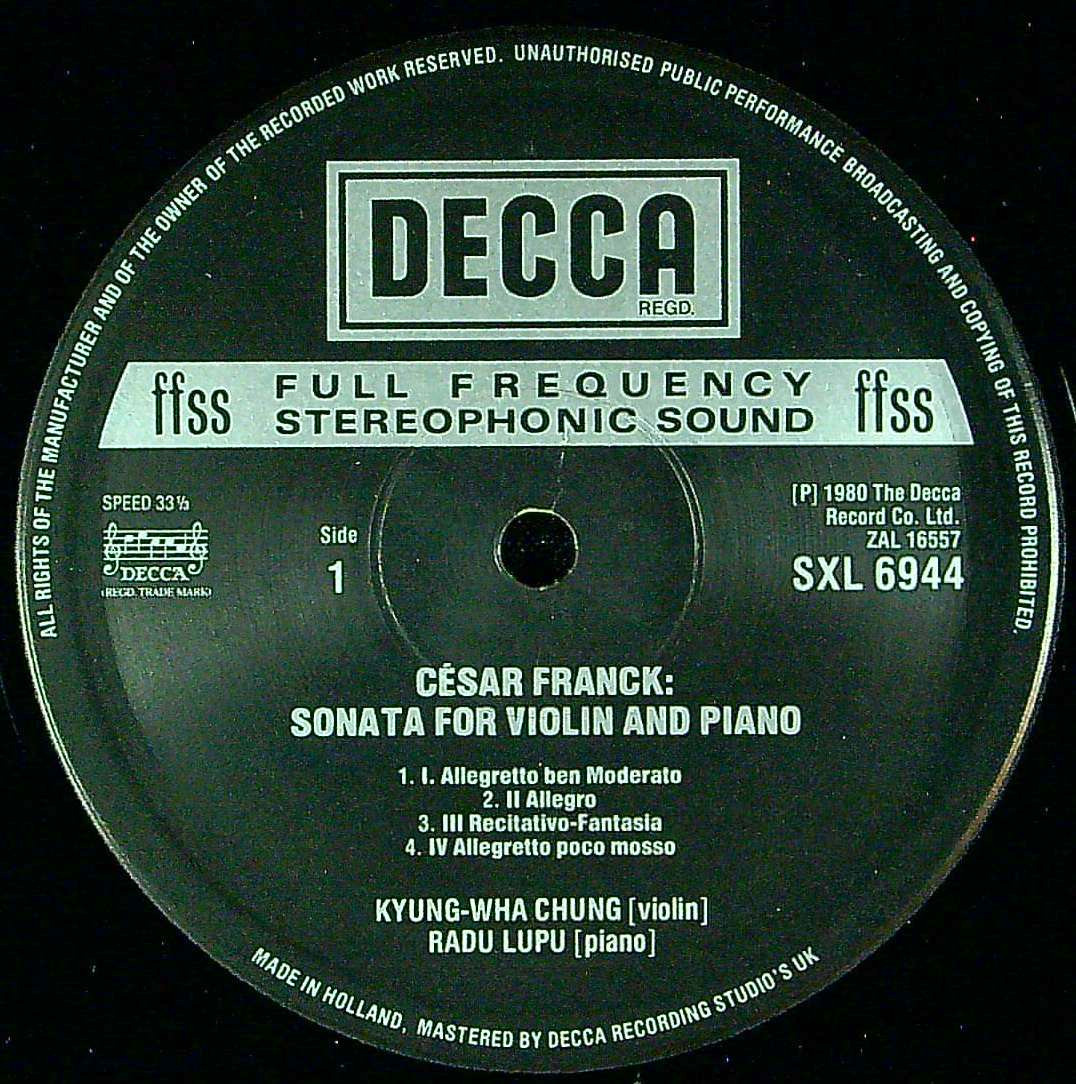 ALL RIGHTS OF THE MANUFACTURER AND OF THE OWNER OF THE RECORDED WORK RESERVED. UNAUTHORISED PUBLIC PERFORMANCE BROADCASTING AND COPYING OF THIS RECORD PROHIBITED.
DECCA
REGD.
ffss FULL FREQUENCY ffss
STEREOPHONIC SOUND
SPEED 33⅓
DECCA
(REGD. TRADE MARK)
Side
1
[P] 1980 The Decca
Record Co. Ltd.
ZAL 16557
SXL 6944
CÉSAR FRANCK:
SONATA FOR VIOLIN AND PIANO
1. I. Allegretto ben Moderato
2. II Allegro
3. III Recitativo-Fantasia
4. IV Allegretto poco mosso
KYUNG-WHA CHUNG [violin]
RADU LUPU [piano]
MADE IN HOLLAND, MASTERED BY DECCA RECORDING STUDIO'S UK